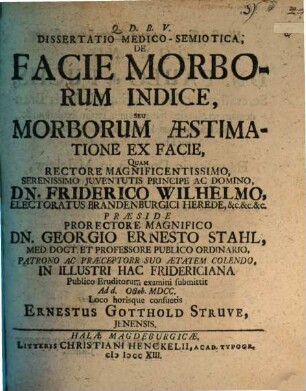 Q. D. B. V.
DISSERTATIO MEDICO-SEMIOTICA,
DE
FACIE MORBO-
RUM INDICE,
SEU
MORBORUM ÆSTIMA-
TIONE EX FACIE,
QUAM
RECTORE MAGNIFICENTISSIMO,
SERENISSIMO JUVENTUTIS PRINCIPE AC DOMINO,
DN. FRIDERICO WILHELMO,
ELECTORATUS BRANDENBURGICI HEREDE, &c.&c.&c.
PRÆSIDE
PRORECTORE MAGNIFICO
DN. GEORGIO ERNESTO STAHL,
MED. DOCT. ET PROFESSORE PUBLICO ORDINARIO,
PATRONO AC PRÆCEPTORE SUO ÆTATEM COLENDO,
IN ILLUSTRI HAC FRIDERICIANA
Publico Eruditorum examini submittit
Ad d. Octob. MDCC.
Loco horisque consuetis
ERNESTUS GOTTHOLD STRUVE,
JENENSIS.
HALÆ MAGDEBURGICÆ,
LITTERIS CHRISTIANI HENCKELII, ACAD. TYPOGR.
cIɔ Iɔcc XIII.